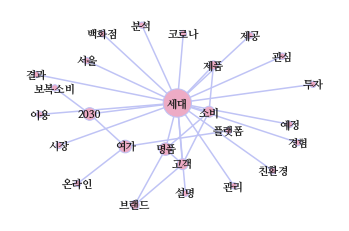 분석
백화점
코로나
제공
서울
관심
제품
결과
투자
보복소비
세대
이용
2030
소비
예정
플랫폼
시장
여가
명품
경험
고객
친환경
온라인
설명
관리
브랜드